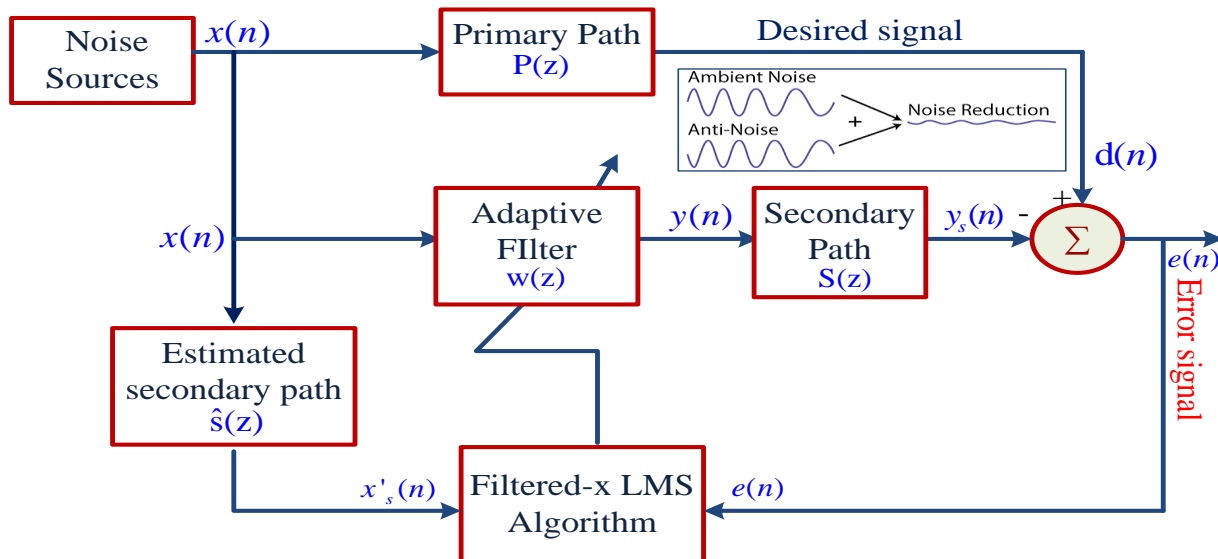 Noise
Sources
x(n)
Primary Path
P(z)
Desired signal
Ambient Noise
+
Noise Reduction
Anti-Noise
d(n)
x(n)
Adaptive
FIlter
w(z)
y(n)
Secondary
Path
S(z)
y_s(n)
-
+
Σ
e(n)
Error signal
Estimated
secondary path
ŝ(z)
x'_s(n)
Filtered-x LMS
Algorithm
e(n)